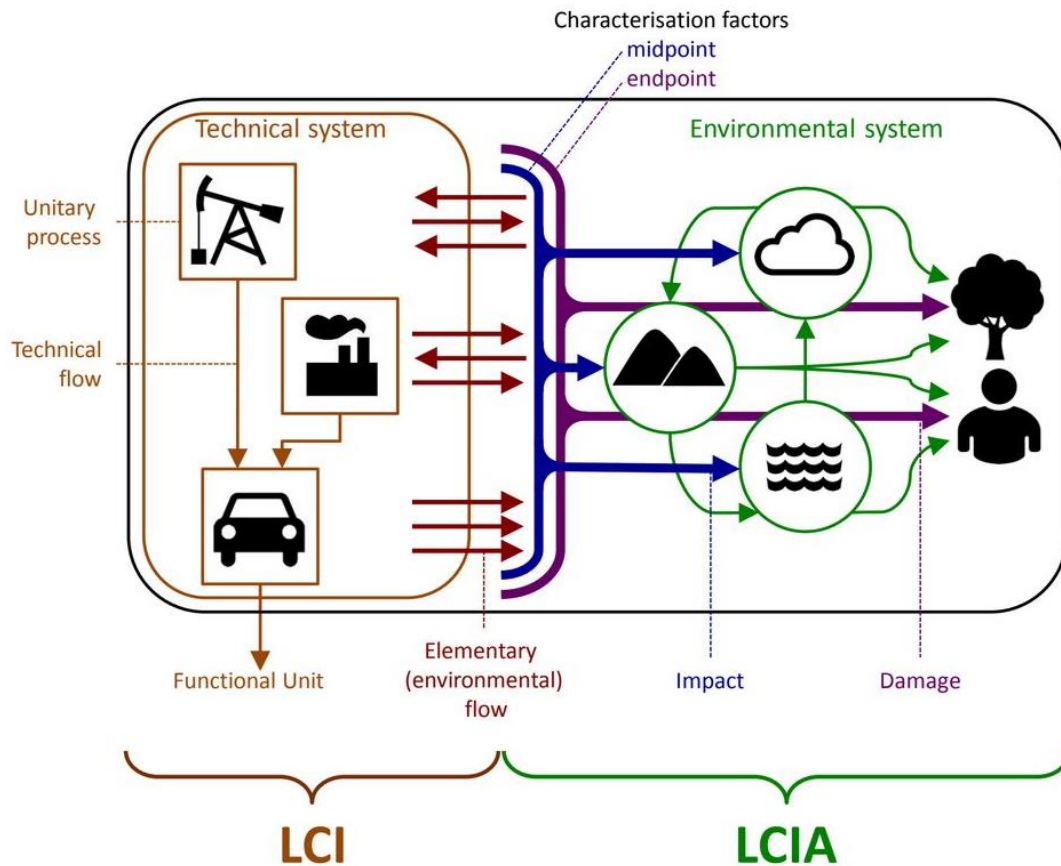 Characterisation factors
midpoint
endpoint
Technical system
Environmental system
Unitary
process
Technical
flow
Functional Unit
Elementary
(environmental)
flow
Impact
Damage
LCI
LCIA